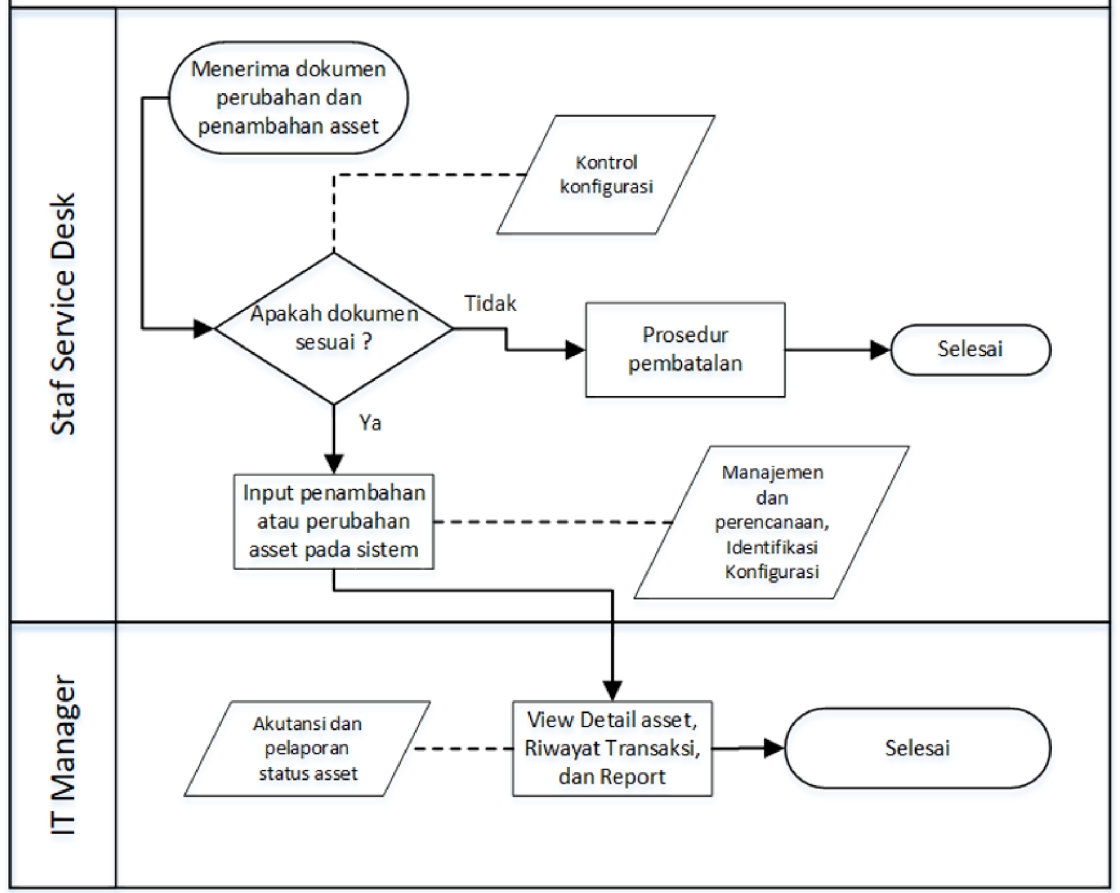 Staf Service Desk
Menerima dokumen
perubahan dan
penambahan asset
Kontrol
konfigurasi
Apakah dokumen
sesuai ?
Tidak
Prosedur
pembatalan
Selesai
Ya
Input penambahan
atau perubahan
asset pada sistem
Manajemen
dan
perencanaan,
Identifikasi
Konfigurasi
IT Manager
Akutansi dan
pelaporan
status asset
View Detail asset,
Riwayat Transaksi,
dan Report
Selesai